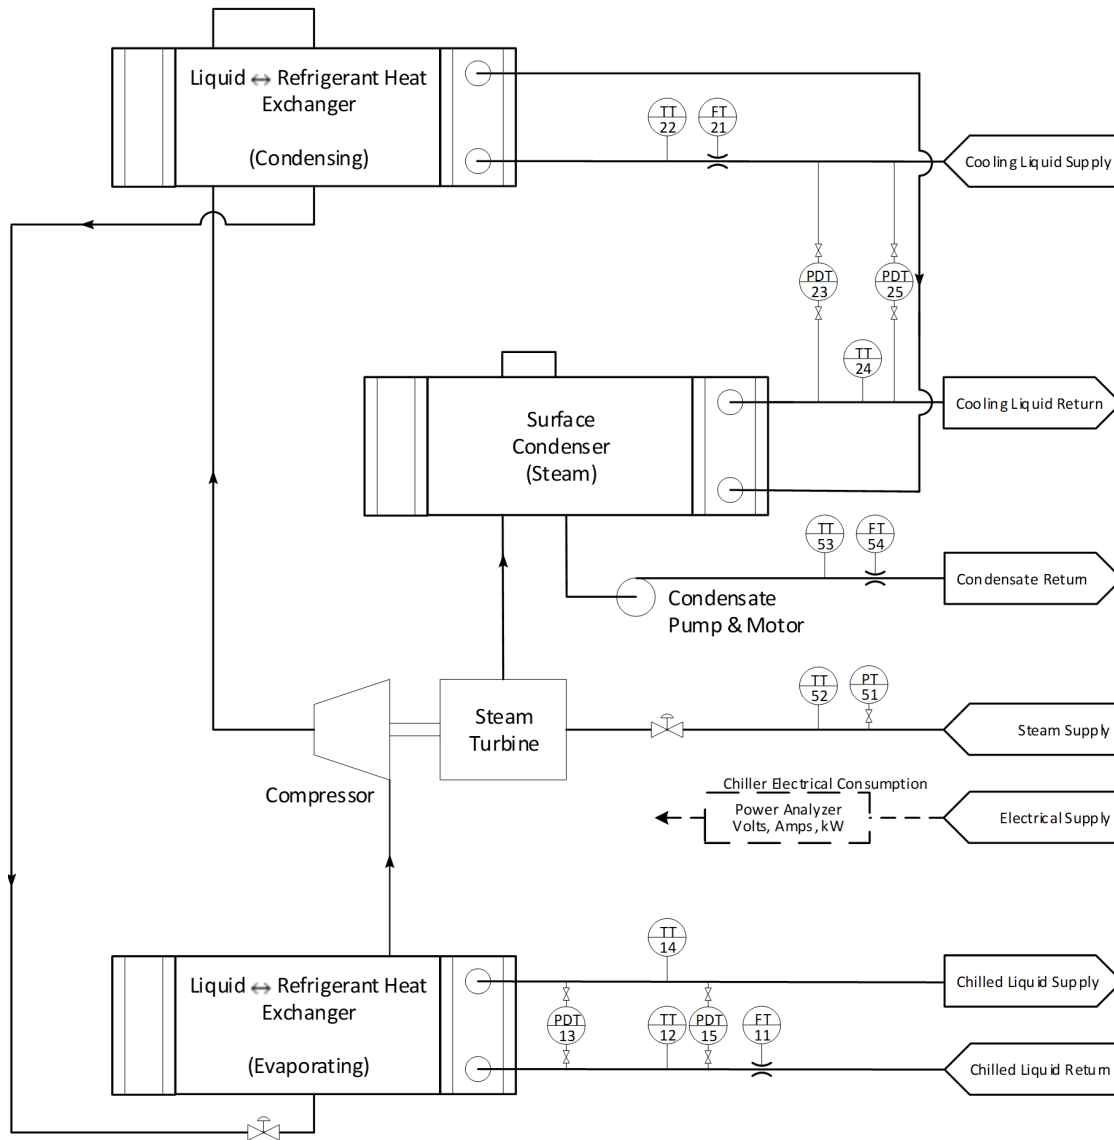 Liquid ↔ Refrigerant Heat
Exchanger
(Condensing)
TT
22
FT
21
Cooling Liquid Supply
PDT
23
PDT
25
TT
24
Cooling Liquid Return
Surface
Condenser
(Steam)
TT
53
FT
54
Condensate Return
Condensate
Pump & Motor
TT
52
PT
51
Steam
Turbine
Steam Supply
Compressor
Chiller Electrical Consumption
Power Analyzer
Volts, Amps, kW
Electrical Supply
TT
14
Chilled Liquid Supply
Liquid ↔ Refrigerant Heat
Exchanger
(Evaporating)
PDT
13
TT
12
PDT
15
FT
11
Chilled Liquid Return